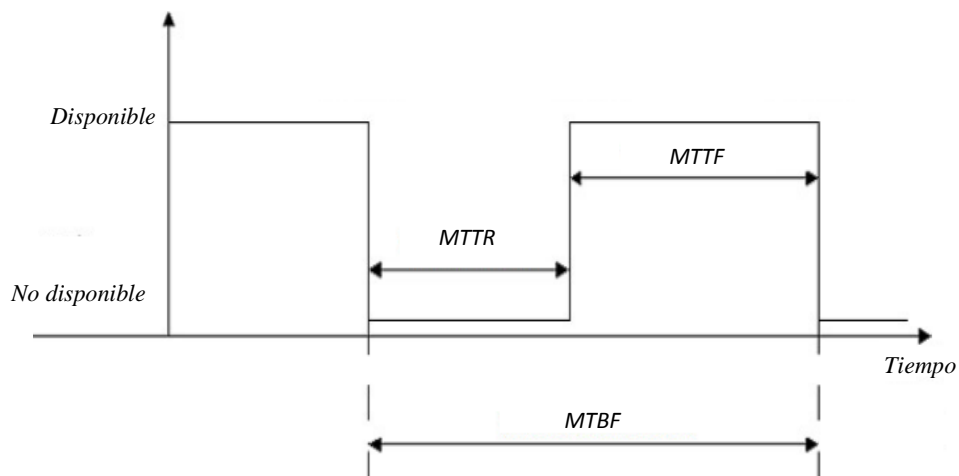 Disponible
MTTF
MTTR
No disponible
Tiempo
MTBF